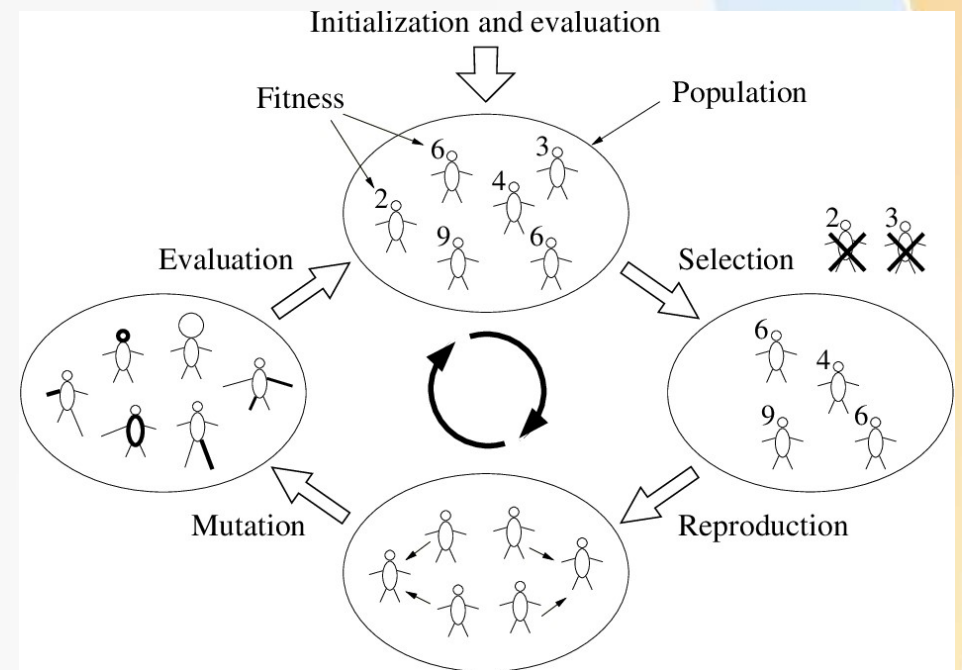 Initialization and evaluation
Fitness
Population
6
3
4
2
9
6
Evaluation
Selection
2
3
6
4
9
6
Mutation
Reproduction